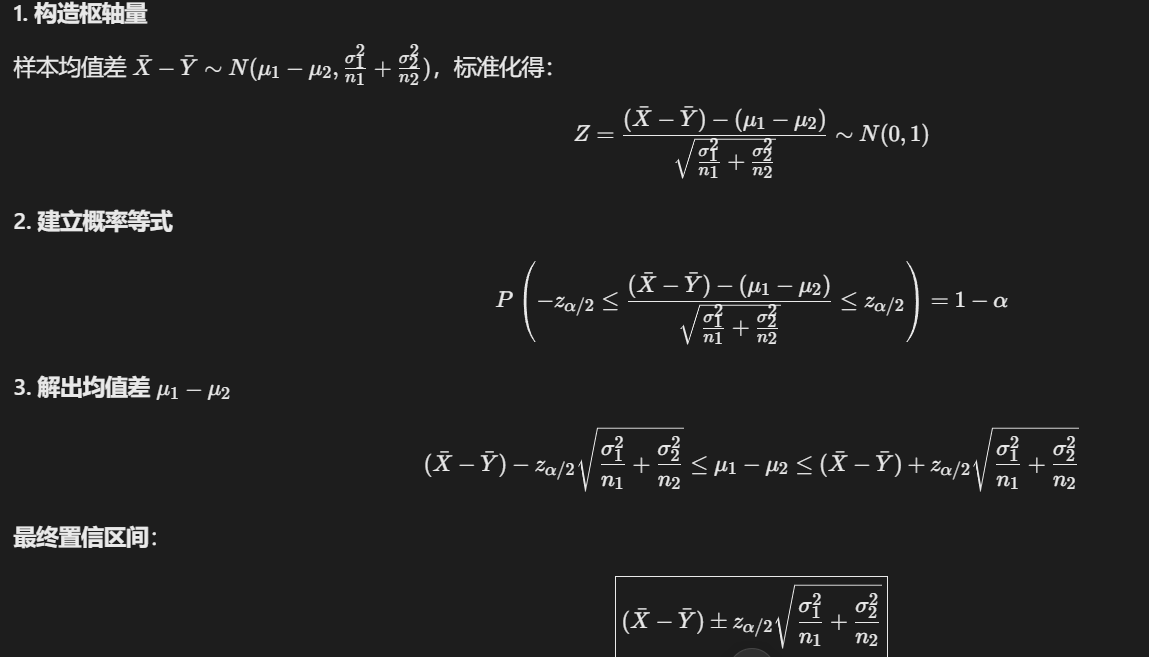 1. 构造枢轴量
样本均值差 X̄ − Ȳ ∼ N(μ₁ − μ₂, σ₁²/n₁ + σ₂²/n₂)，标准化得：
Z = ((X̄ − Ȳ) − (μ₁ − μ₂)) / √(σ₁²/n₁ + σ₂²/n₂) ∼ N(0, 1)
2. 建立概率等式
P(−z_{α/2} ≤ ((X̄ − Ȳ) − (μ₁ − μ₂)) / √(σ₁²/n₁ + σ₂²/n₂) ≤ z_{α/2}) = 1 − α
3. 解出均值差 μ₁ − μ₂
(X̄ − Ȳ) − z_{α/2}√(σ₁²/n₁ + σ₂²/n₂) ≤ μ₁ − μ₂ ≤ (X̄ − Ȳ) + z_{α/2}√(σ₁²/n₁ + σ₂²/n₂)
最终置信区间：
(X̄ − Ȳ) ± z_{α/2}√(σ₁²/n₁ + σ₂²/n₂)